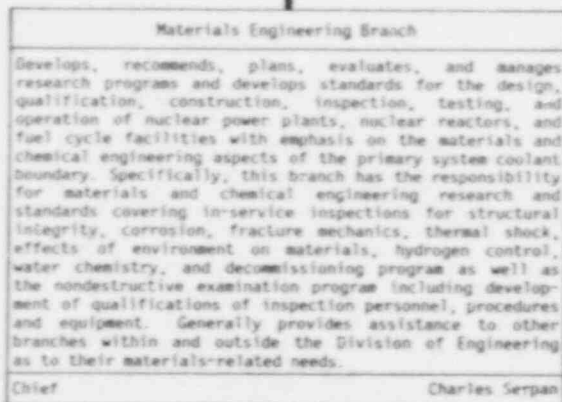 Materials Engineering Branch
Develops, recommends, plans, evaluates, and manages
research programs and develops standards for the design,
qualification, construction, inspection, testing, and
operation of nuclear power plants, nuclear reactors, and
fuel cycle facilities with emphasis on the materials and
chemical engineering aspects of the primary system coolant
boundary. Specifically, this branch has the responsibility
for materials and chemical engineering research and
standards covering in-service inspections for structural
integrity, corrosion, fracture mechanics, thermal shock,
effects of environment on materials, hydrogen control,
water chemistry, and decommissioning program as well as
the nondestructive examination program including develop-
ment of qualifications of inspection personnel, procedures
and equipment. Generally provides assistance to other
branches within and outside the Division of Engineering
as to their materials-related needs.
Chief Charles Serpan